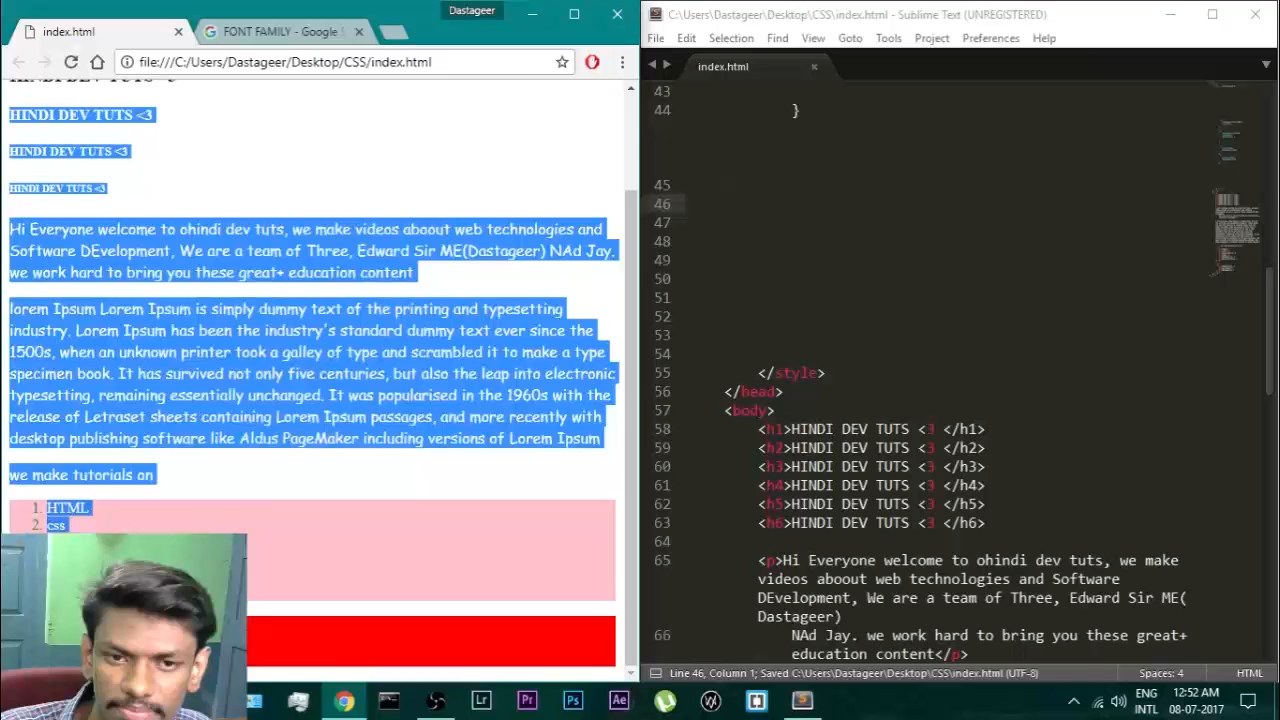 Dastageer
index.html
FONT FAMILY - Google S
file:///C:/Users/Dastageer/Desktop/CSS/index.html
HINDI DEV TUTS <3
HINDI DEV TUTS <3
HINDI DEV TUTS <3
HINDI DEV TUTS <3
Hi Everyone welcome to ohindi dev tuts, we make videos aboout web technologies and
Software DEvelopment, We are a team of Three, Edward Sir ME(Dastageer) NAd Jay.
we work hard to bring you these great+ education content
lorem Ipsum Lorem Ipsum is simply dummy text of the printing and typesetting
industry. Lorem Ipsum has been the industry's standard dummy text ever since the
1500s, when an unknown printer took a galley of type and scrambled it to make a type
specimen book. It has survived not only five centuries, but also the leap into electronic
typesetting, remaining essentially unchanged. It was popularised in the 1960s with the
release of Letraset sheets containing Lorem Ipsum passages, and more recently with
desktop publishing software like Aldus PageMaker including versions of Lorem Ipsum
we make tutorials on
1. HTML
2. css
C:\Users\Dastageer\Desktop\CSS\index.html - Sublime Text (UNREGISTERED)
File Edit Selection Find View Goto Tools Project Preferences Help
index.html
43
44 }
45
46
47
48
49
50
51
52
53
54
55 </style>
56 </head>
57 <body>
58 <h1>HINDI DEV TUTS <3 </h1>
59 <h2>HINDI DEV TUTS <3 </h2>
60 <h3>HINDI DEV TUTS <3 </h3>
61 <h4>HINDI DEV TUTS <3 </h4>
62 <h5>HINDI DEV TUTS <3 </h5>
63 <h6>HINDI DEV TUTS <3 </h6>
64
65 <p>Hi Everyone welcome to ohindi dev tuts, we make
videos aboout web technologies and Software
DEvelopment, We are a team of Three, Edward Sir ME(
Dastageer)
66 NAd Jay. we work hard to bring you these great+
education content</p>
Line 46, Column 1; Saved C:\Users\Dastageer\Desktop\CSS\index.html (UTF-8) Spaces: 4 HTML
Lr Pr Ps Ae
ENG 12:52 AM
INTL 08-07-2017